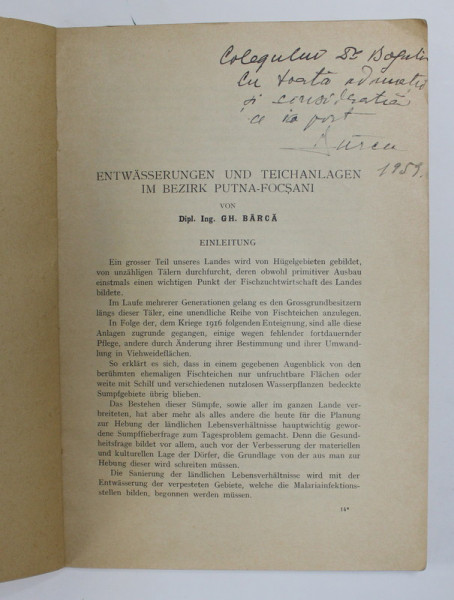 Colegului Dr
Cu toată
și
ce îi port
1959.
ENTWÄSSERUNGEN UND TEICHANLAGEN
IM BEZIRK PUTNA-FOCȘANI
VON
Dipl. Ing. GH. BÂRCĂ
EINLEITUNG
Ein grosser Teil unseres Landes wird von Hügelgebieten gebildet,
von unzähligen Tälern durchfurcht, deren obwohl primitiver Ausbau
einstmals einen wichtigen Punkt der Fischzuchtwirtschaft des Landes
bildete.
Im Laufe mehrerer Generationen gelang es den Grossgrundbesitzern
längs dieser Täler, eine unendliche Reihe von Fischteichen anzulegen.
In Folge der, dem Kriege 1916 folgenden Enteignung, sind alle diese
Anlagen zugrunde gegangen, einige wegen fehlender fortdauernder
Pflege, andere durch Änderung ihrer Bestimmung und ihrer Umwand-
lung in Viehweideflächen.
So erklärt es sich, dass in einem gegebenen Augenblick von den
berühmten ehemaligen Fischteichen nur unfruchtbare Flächen oder
weite mit Schilf und verschiedenen nutzlosen Wasserpflanzen bedeckte
Sumpfgebiete übrig blieben.
Das Bestehen dieser Sümpfe, sowie aller im ganzen Lande ver-
breiteten, hat aber mehr als alles andere die heute für die Planung
zur Hebung der ländlichen Lebensverhältnisse hauptwichtig gewor-
dene Sumpffieberfrage zum Tagesproblem gemacht. Denn die Gesund-
heitsfrage bildet vor allem, auch vor der Verbesserung der materiellen
und kulturellen Lage der Dörfer, die Grundlage von der aus man zur
Hebung dieser wird schreiten müssen.
Die Sanierung der ländlichen Lebensverhältnisse wird mit der
Entwässerung der verpesteten Gebiete, welche die Malariainfektions-
stellen bilden, begonnen werden müssen.
14*